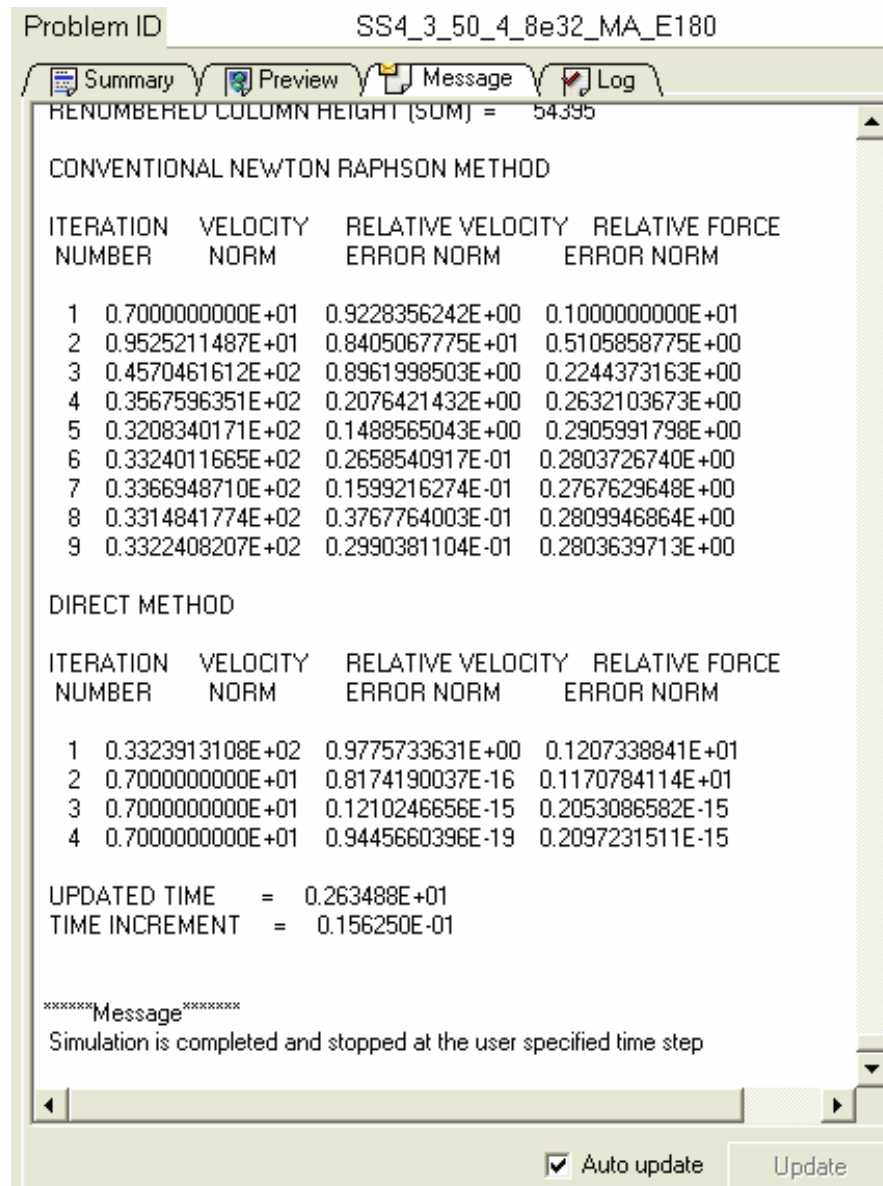 Problem ID SS4_3_50_4_8e32_MA_E180
Summary Preview Message Log
RENUMBERED COLUMN HEIGHT (SUM) = 54395
CONVENTIONAL NEWTON RAPHSON METHOD
ITERATION VELOCITY RELATIVE VELOCITY RELATIVE FORCE
NUMBER NORM ERROR NORM ERROR NORM
1 0.7000000000E+01 0.9228356242E+00 0.1000000000E+01
2 0.9525211487E+01 0.8405067775E+01 0.5105858775E+00
3 0.4570461612E+02 0.8961998503E+00 0.2244373163E+00
4 0.3567596351E+02 0.2076421432E+00 0.2632103673E+00
5 0.3208340171E+02 0.1488565043E+00 0.2905991798E+00
6 0.3324011665E+02 0.2658540917E-01 0.2803726740E+00
7 0.3366948710E+02 0.1599216274E-01 0.2767629648E+00
8 0.3314841774E+02 0.3767764003E-01 0.2809946864E+00
9 0.3322408207E+02 0.2990381104E-01 0.2803639713E+00
DIRECT METHOD
ITERATION VELOCITY RELATIVE VELOCITY RELATIVE FORCE
NUMBER NORM ERROR NORM ERROR NORM
1 0.3323913108E+02 0.9775733631E+00 0.1207338841E+01
2 0.7000000000E+01 0.8174190037E-16 0.1170784114E+01
3 0.7000000000E+01 0.1210246656E-15 0.2053086582E-15
4 0.7000000000E+01 0.9445660396E-19 0.2097231511E-15
UPDATED TIME = 0.263488E+01
TIME INCREMENT = 0.156250E-01
******Message*******
Simulation is completed and stopped at the user specified time step
Auto update Update